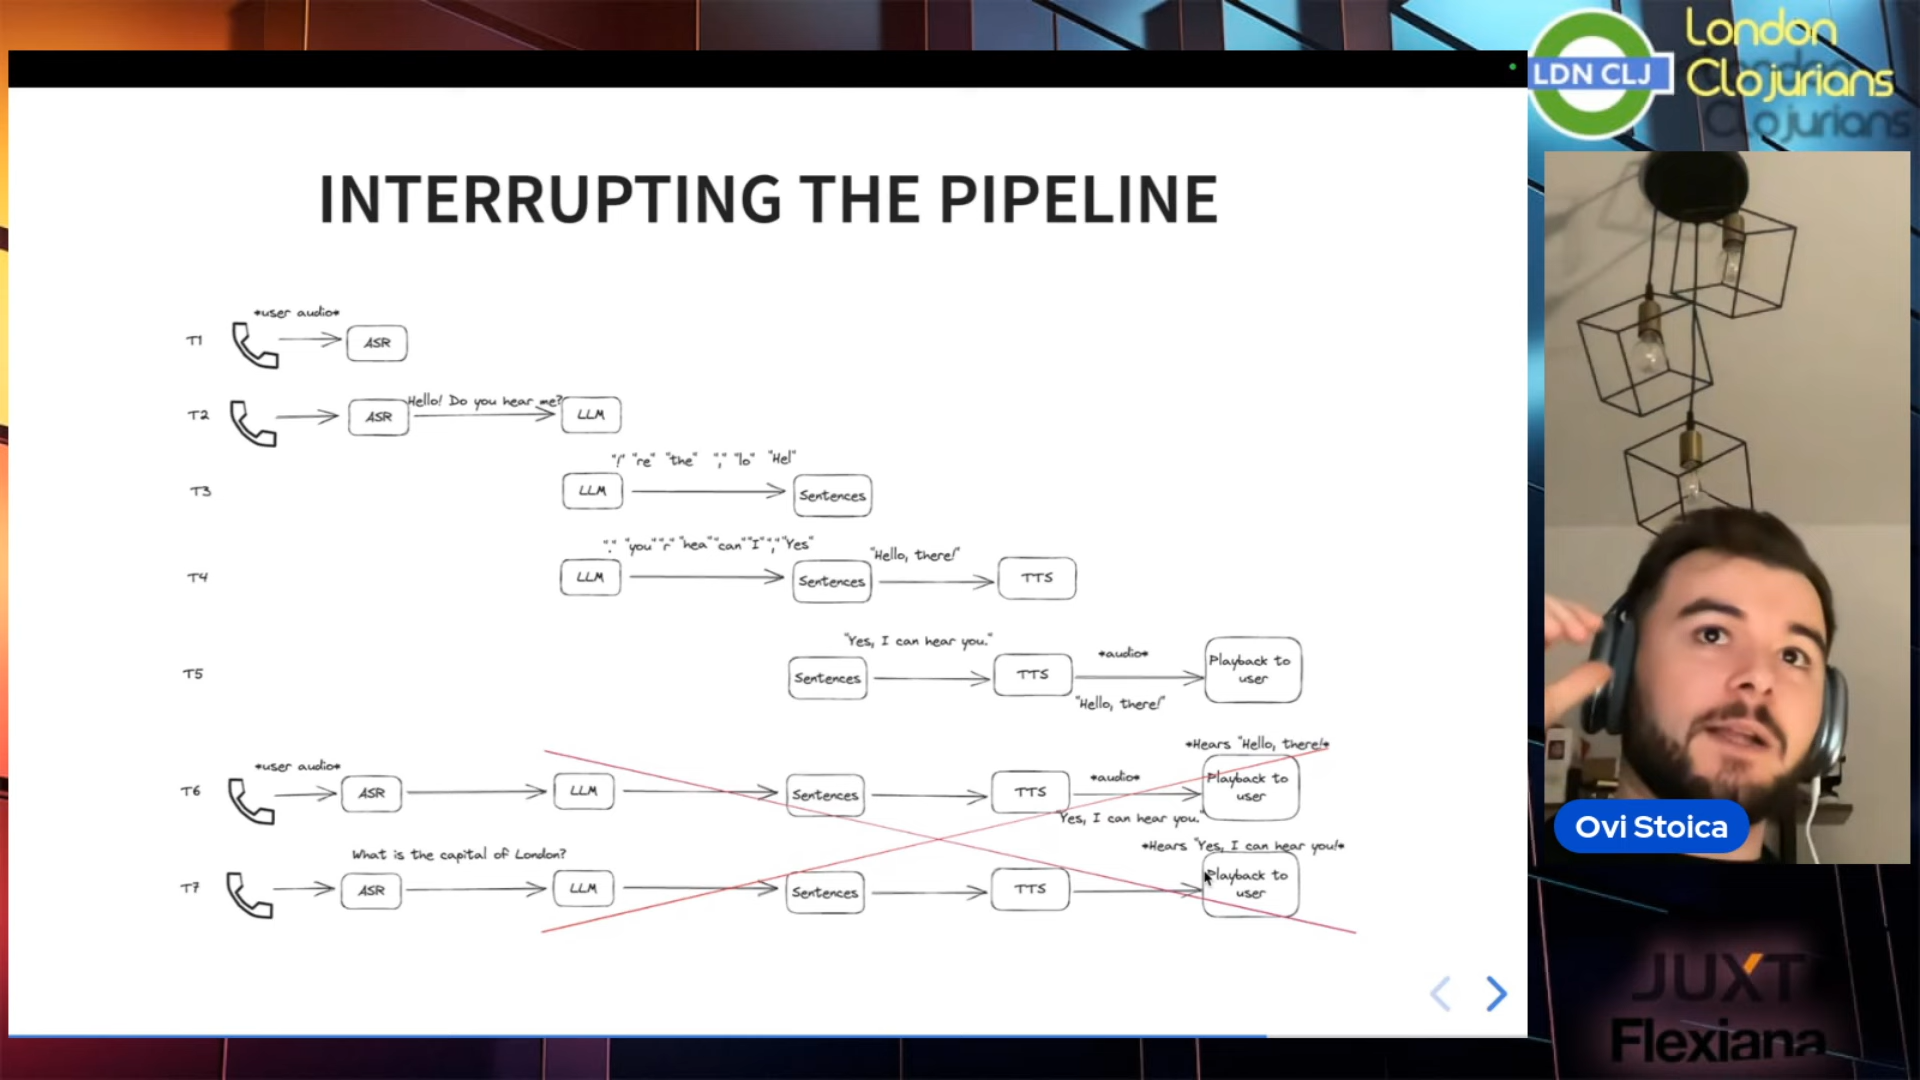 London
Clojurians
Clojurians
LDN CLJ
INTERRUPTING THE PIPELINE
*user audio*
T1
ASR
T2
ASR
Hello! Do you hear me?
LLM
"!" "re" "the" "," "lo" "Hel"
T3
LLM
Sentences
"." "you" "r" "hea" "can" "I" "," "Yes"
"Hello, there!"
T4
LLM
Sentences
TTS
"Yes, I can hear you."
*audio*
T5
Sentences
TTS
Playback to
user
"Hello, there!"
*Hears "Hello, there!*
*user audio*
*audio*
T6
ASR
LLM
Sentences
TTS
Playback to
user
"Yes, I can hear you."
What is the capital of London?
*Hears "Yes, I can hear you!*
T7
ASR
LLM
Sentences
TTS
Playback to
user
Ovi Stoica
JUXT
Flexiana